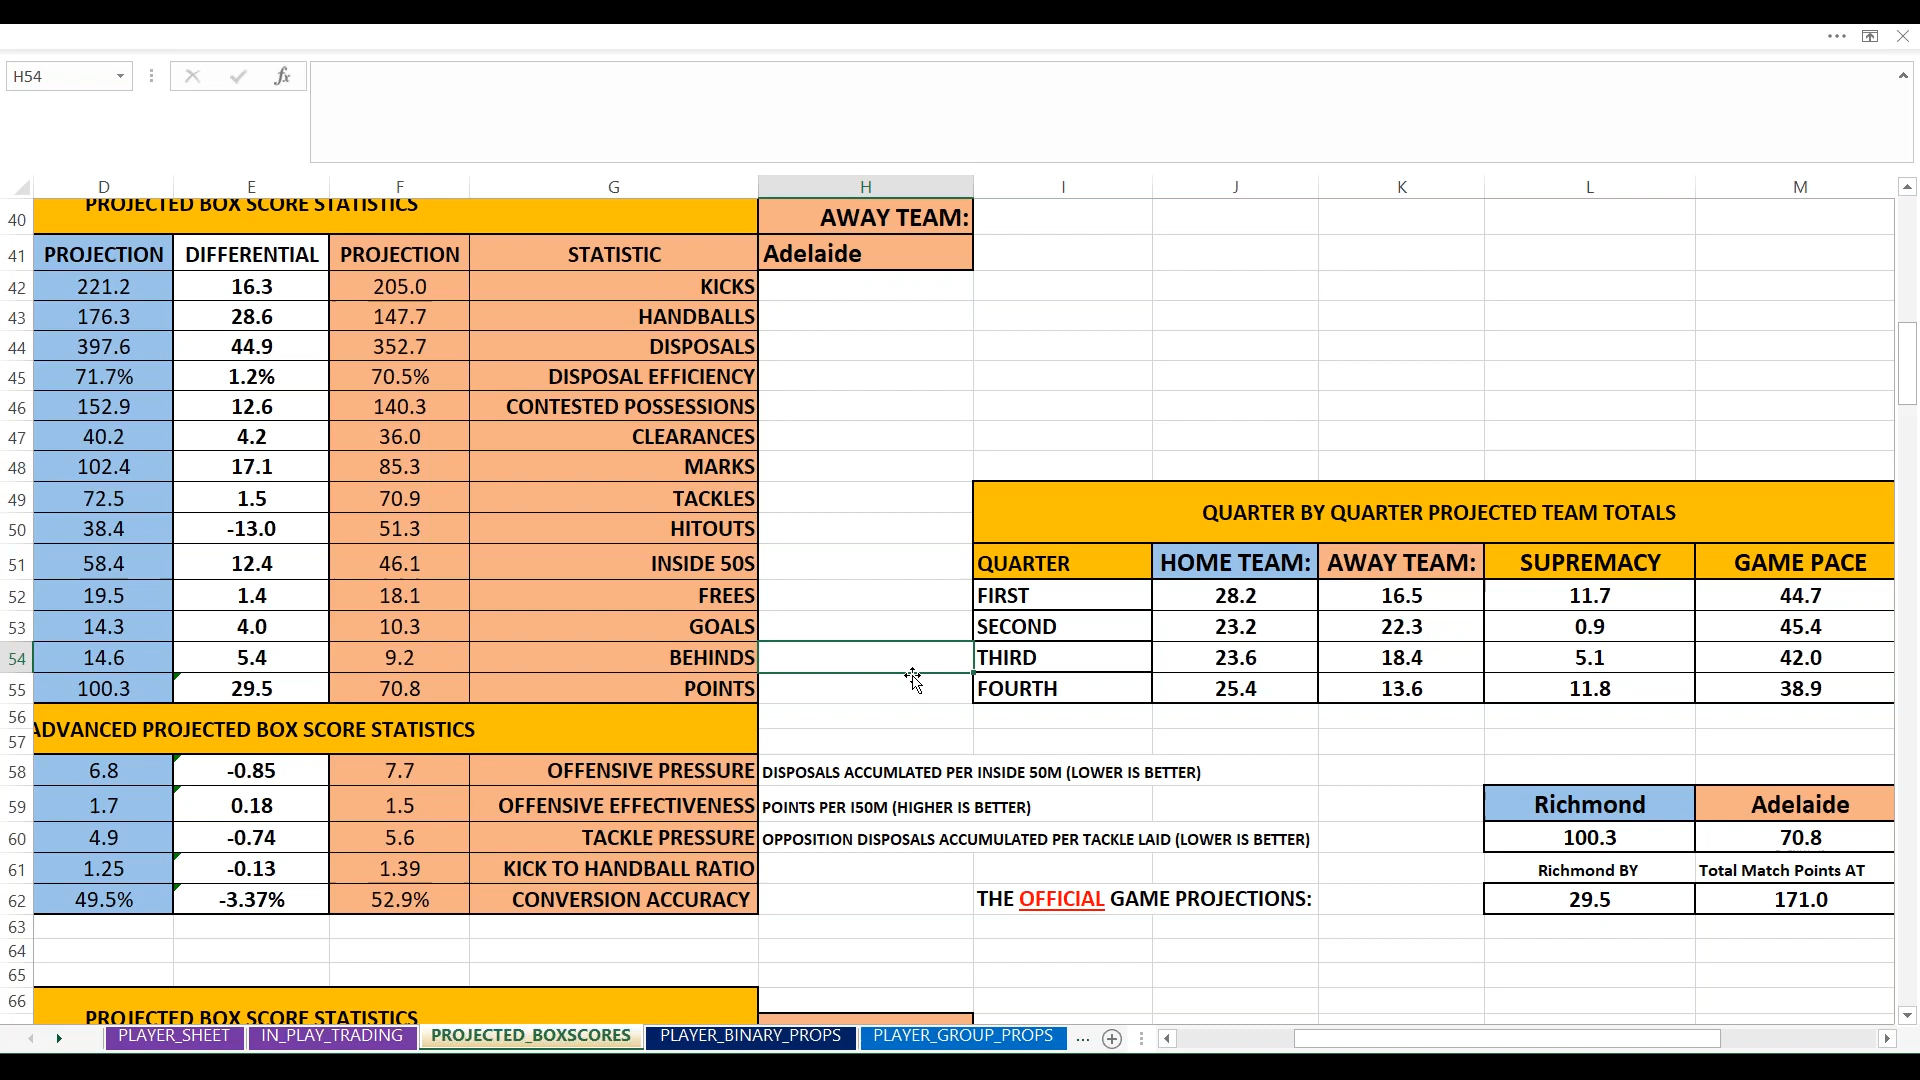 H54
fx
D E F G H I J K L M
40 PROJECTED BOX SCORE STATISTICS AWAY TEAM:
41 PROJECTION DIFFERENTIAL PROJECTION STATISTIC Adelaide
42 221.2 16.3 205.0 KICKS
43 176.3 28.6 147.7 HANDBALLS
44 397.6 44.9 352.7 DISPOSALS
45 71.7% 1.2% 70.5% DISPOSAL EFFICIENCY
46 152.9 12.6 140.3 CONTESTED POSSESSIONS
47 40.2 4.2 36.0 CLEARANCES
48 102.4 17.1 85.3 MARKS
49 72.5 1.5 70.9 TACKLES
QUARTER BY QUARTER PROJECTED TEAM TOTALS
50 38.4 -13.0 51.3 HITOUTS
51 58.4 12.4 46.1 INSIDE 50S QUARTER HOME TEAM: AWAY TEAM: SUPREMACY GAME PACE
52 19.5 1.4 18.1 FREES FIRST 28.2 16.5 11.7 44.7
53 14.3 4.0 10.3 GOALS SECOND 23.2 22.3 0.9 45.4
54 14.6 5.4 9.2 BEHINDS THIRD 23.6 18.4 5.1 42.0
55 100.3 29.5 70.8 POINTS FOURTH 25.4 13.6 11.8 38.9
56
ADVANCED PROJECTED BOX SCORE STATISTICS
57
58 6.8 -0.85 7.7 OFFENSIVE PRESSURE DISPOSALS ACCUMLATED PER INSIDE 50M (LOWER IS BETTER)
59 1.7 0.18 1.5 OFFENSIVE EFFECTIVENESS POINTS PER I50M (HIGHER IS BETTER) Richmond Adelaide
60 4.9 -0.74 5.6 TACKLE PRESSURE OPPOSITION DISPOSALS ACCUMULATED PER TACKLE LAID (LOWER IS BETTER) 100.3 70.8
61 1.25 -0.13 1.39 KICK TO HANDBALL RATIO Richmond BY Total Match Points AT
62 49.5% -3.37% 52.9% CONVERSION ACCURACY THE OFFICIAL GAME PROJECTIONS: 29.5 171.0
63
64
65
66
PROJECTED BOX SCORE STATISTICS
PLAYER_SHEET IN_PLAY_TRADING PROJECTED_BOXSCORES PLAYER_BINARY_PROPS PLAYER_GROUP_PROPS ...